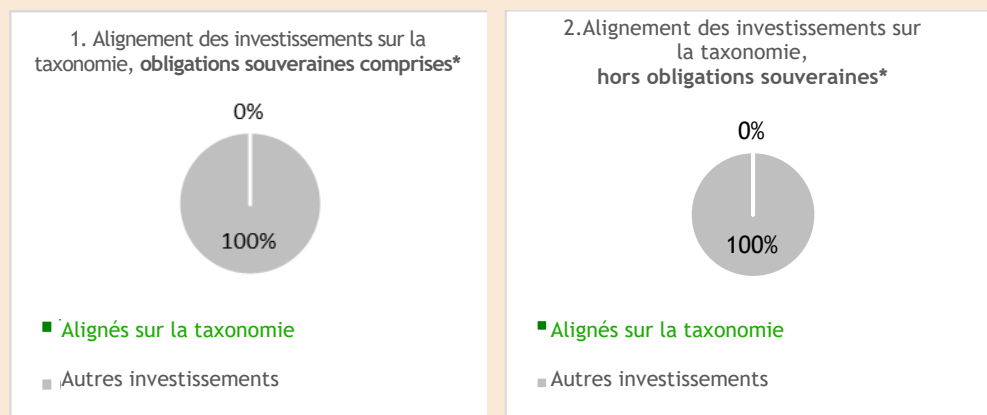 1. Alignement des investissements sur la
taxonomie, obligations souveraines comprises*
0%
100%
Alignés sur la taxonomie
Autres investissements
2.Alignement des investissements sur
la taxonomie,
hors obligations souveraines*
0%
100%
Alignés sur la taxonomie
Autres investissements